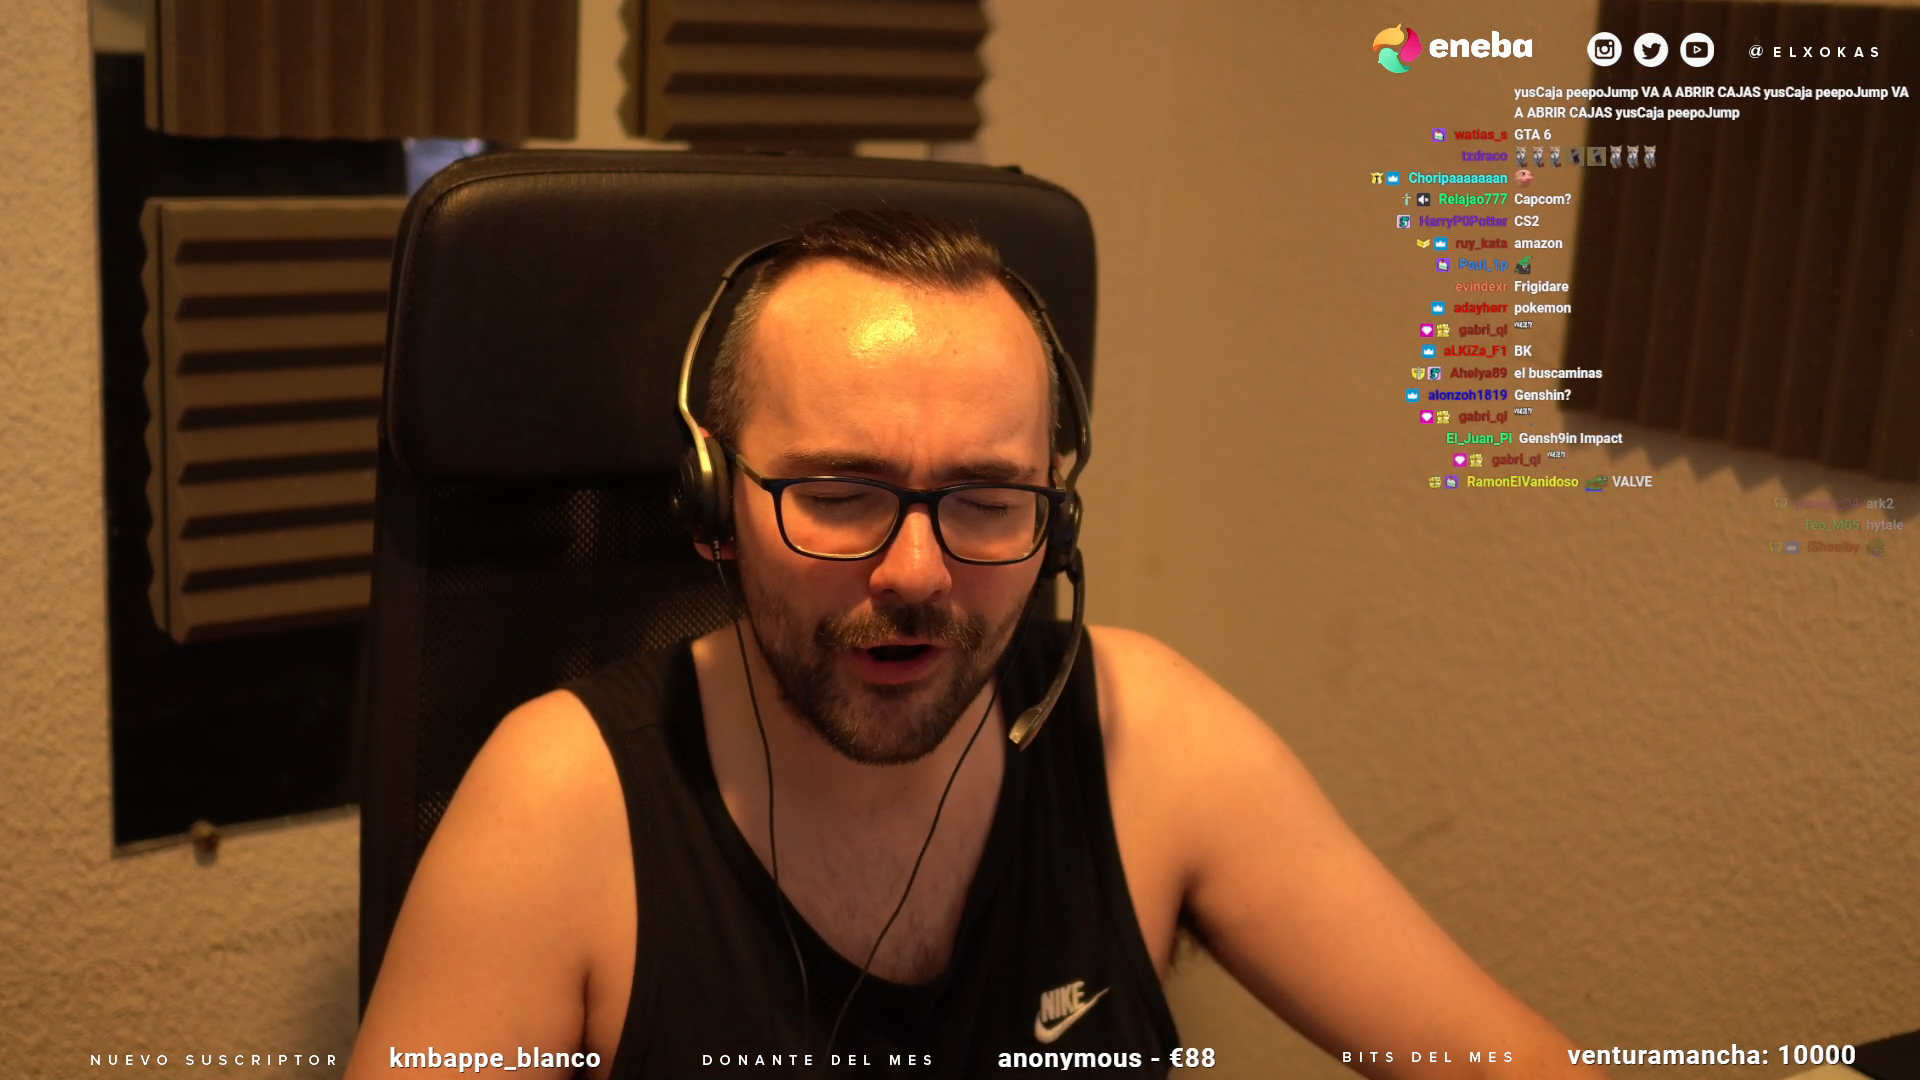 eneba
@ELXOKAS
yusCaja peepoJump VA A ABRIR CAJAS yusCaja peepoJump VA
A ABRIR CAJAS yusCaja peepoJump
watias_s GTA 6
tzdraco
Choripaaaaaaan
Relajao777 Capcom?
HarryP0Potter CS2
ruy_kata amazon
Paul_1p
evindexr Frigidare
adayherr pokemon
gabri_ql
aLKiZa_F1 BK
Ahelya89 el buscaminas
alonzoh1819 Genshin?
gabri_ql
El_Juan_Pi Gensh9in Impact
gabri_ql
RamonElVanidoso VALVE
ark2
Teo_M05 hytale
NIKE
NUEVO SUSCRIPTOR kmbappe_blanco DONANTE DEL MES anonymous - €88 BITS DEL MES venturamancha: 10000